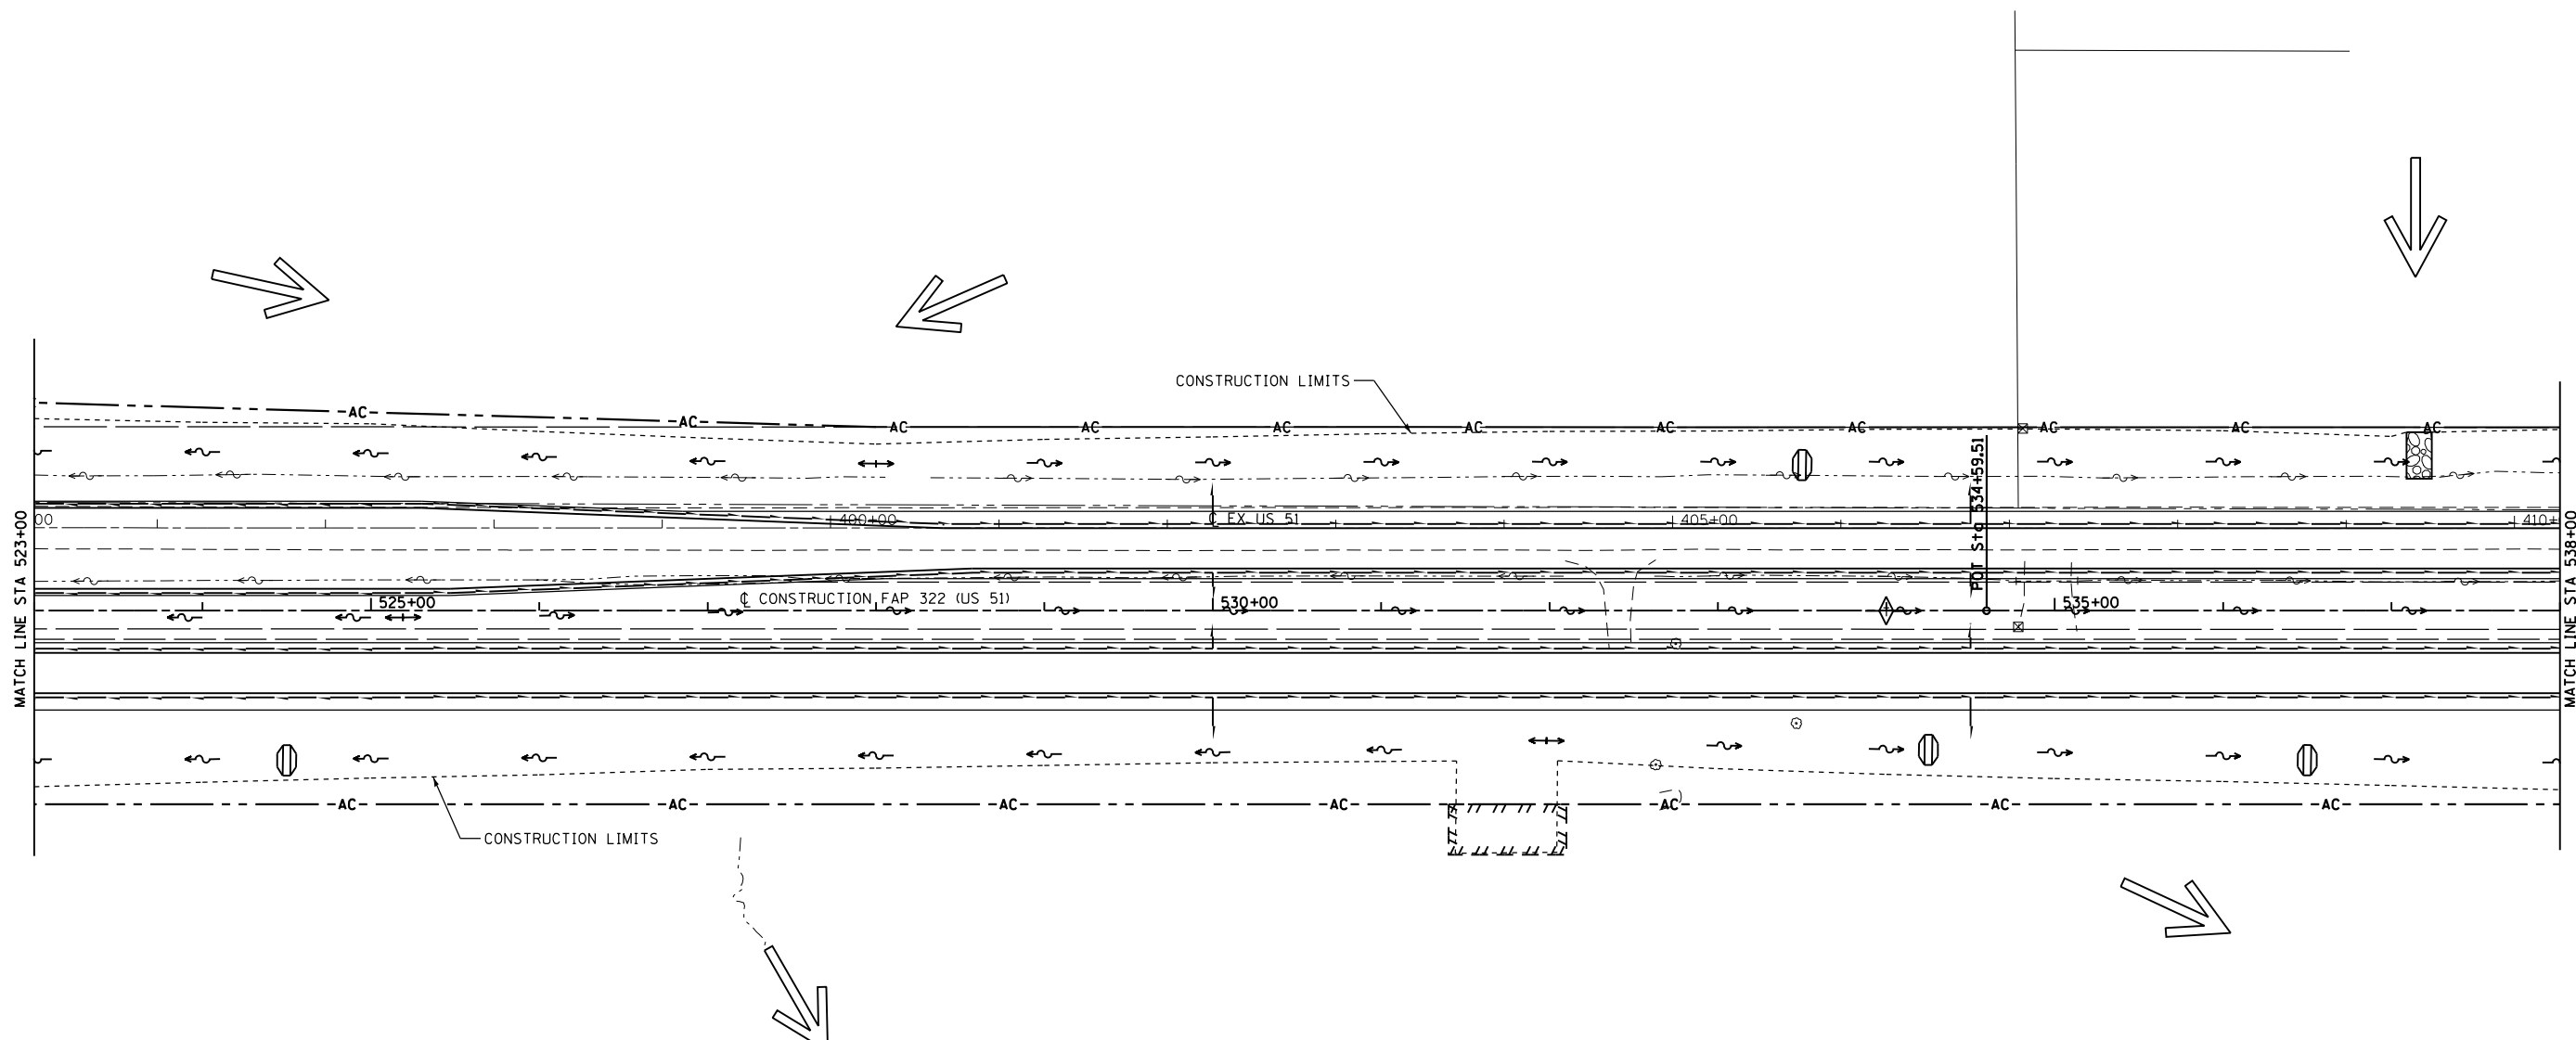 CONSTRUCTION LIMITS
AC
AC
AC AC AC AC AC AC AC AC AC
00
400+00
℄ EX US 51
405+00
410+
POT Sta 534+59.51
MATCH LINE STA 523+00
MATCH LINE STA 538+00
℄ CONSTRUCTION FAP 322 (US 51)
525+00
530+00
535+00
AC AC AC AC AC AC AC
CONSTRUCTION LIMITS